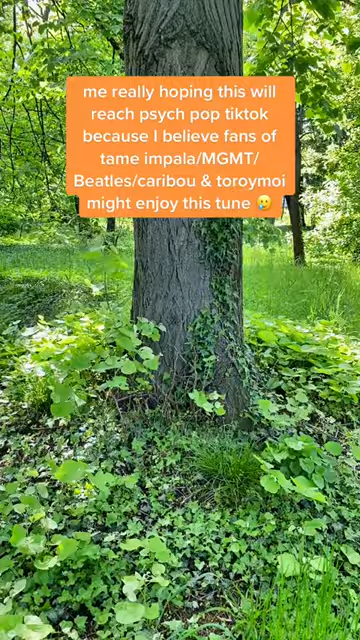 me really hoping this will
reach psych pop tiktok
because I believe fans of
tame impala/MGMT/
Beatles/caribou & toroymoi
might enjoy this tune 🥲